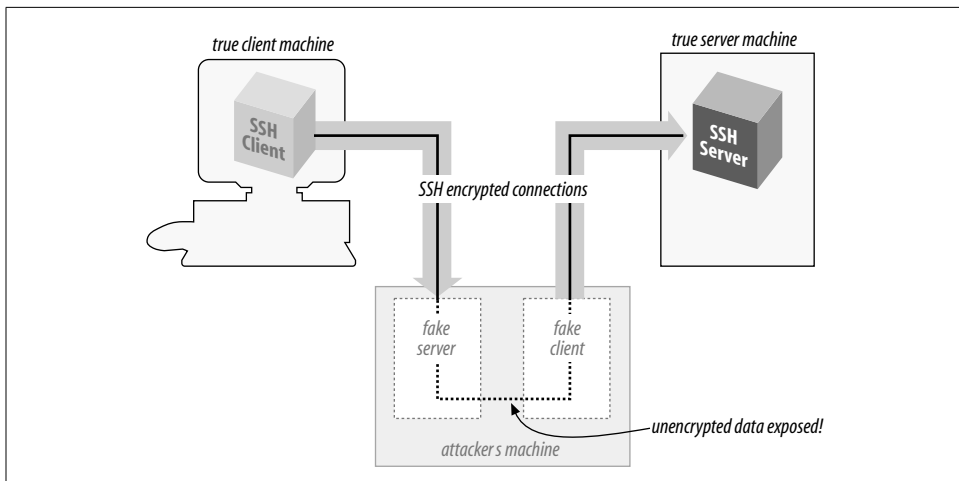 true client machine
true server machine
SSH
Client
SSH
Server
SSH encrypted connections
fake
server
fake
client
unencrypted data exposed!
attacker s machine